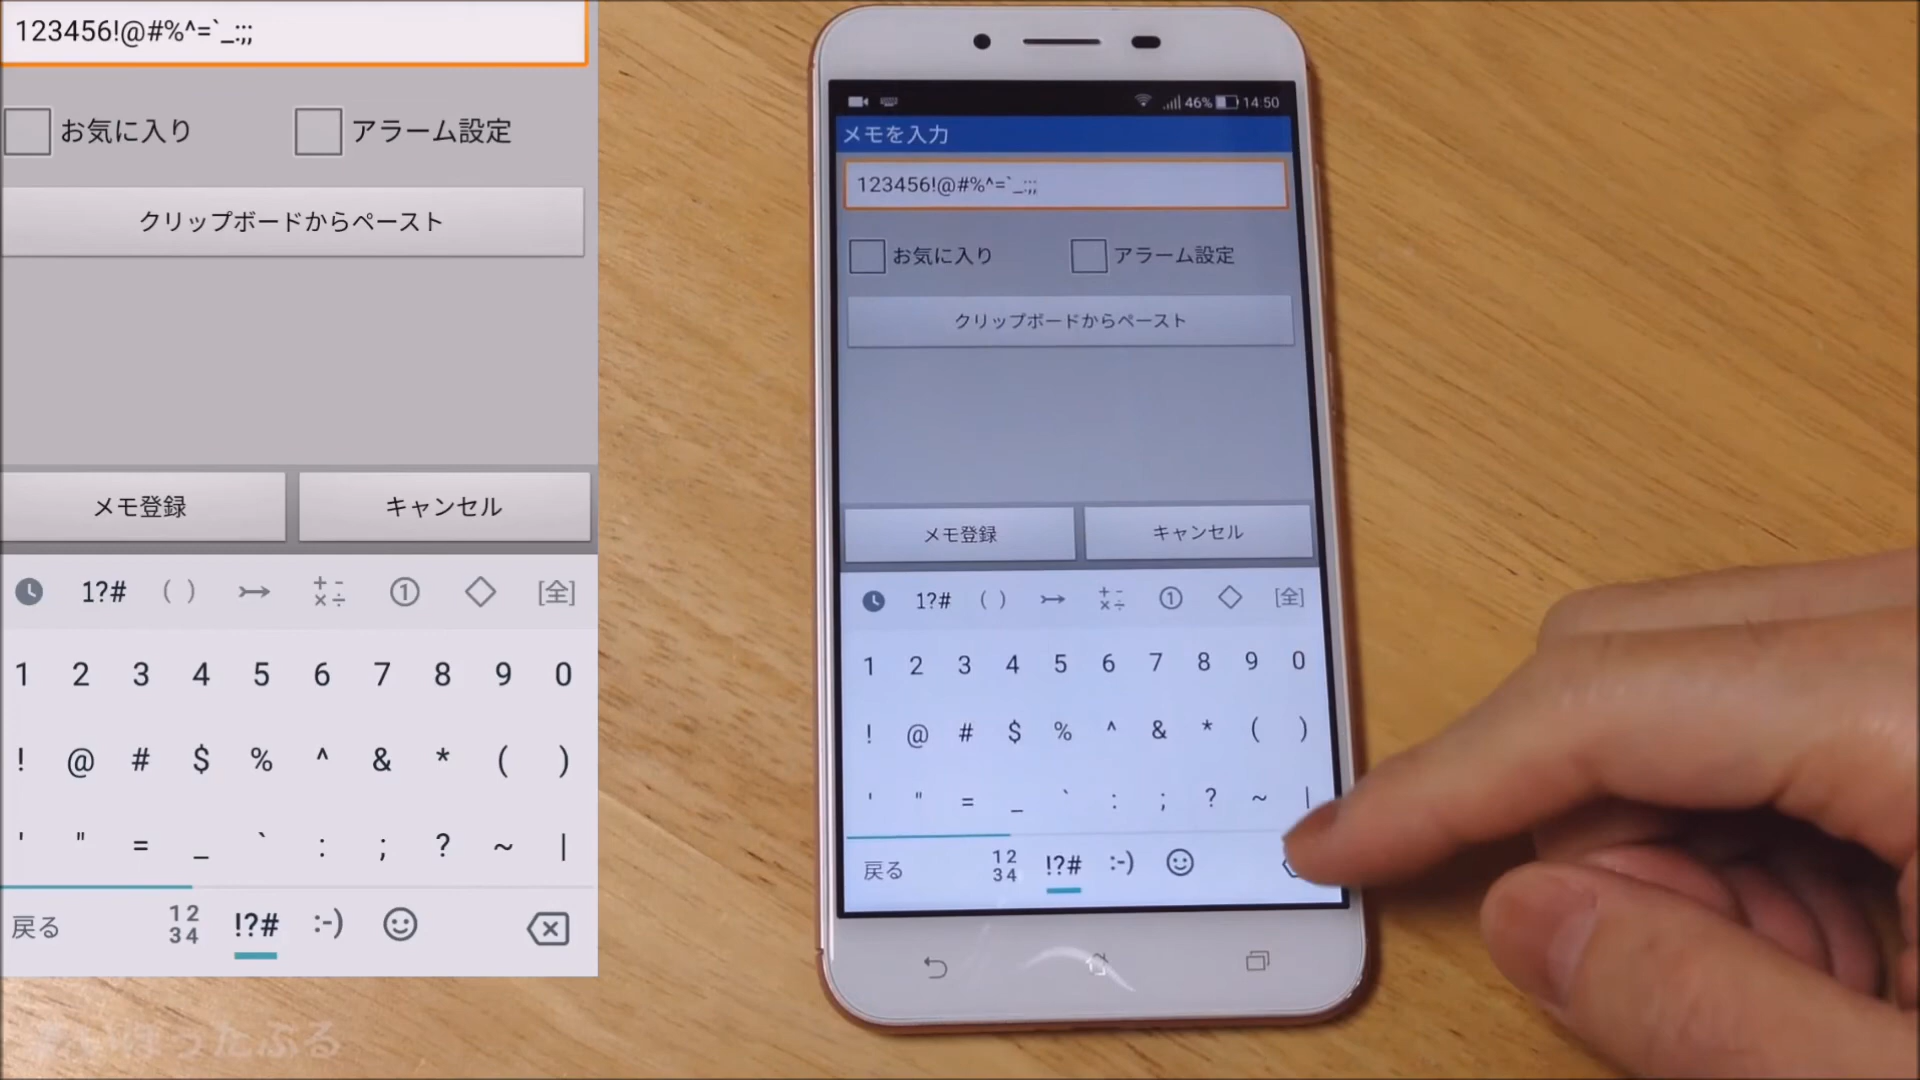 123456!@#%^=`_:;;
お気に入り アラーム設定
クリップボードからペースト
メモ登録 キャンセル
1?# ( ) ① [全]
1 2 3 4 5 6 7 8 9 0
! @ # $ % ^ & * ( )
' " = _ ` : ; ? ~ |
戻る 12 34 !?# :-)
46% 14:50
メモを入力
123456!@#%^=`_:;;
お気に入り アラーム設定
クリップボードからペースト
メモ登録 キャンセル
1?# ( ) ① [全]
1 2 3 4 5 6 7 8 9 0
! @ # $ % ^ & * ( )
' " = _ ` : ; ? ~ |
戻る 12 34 !?# :-)